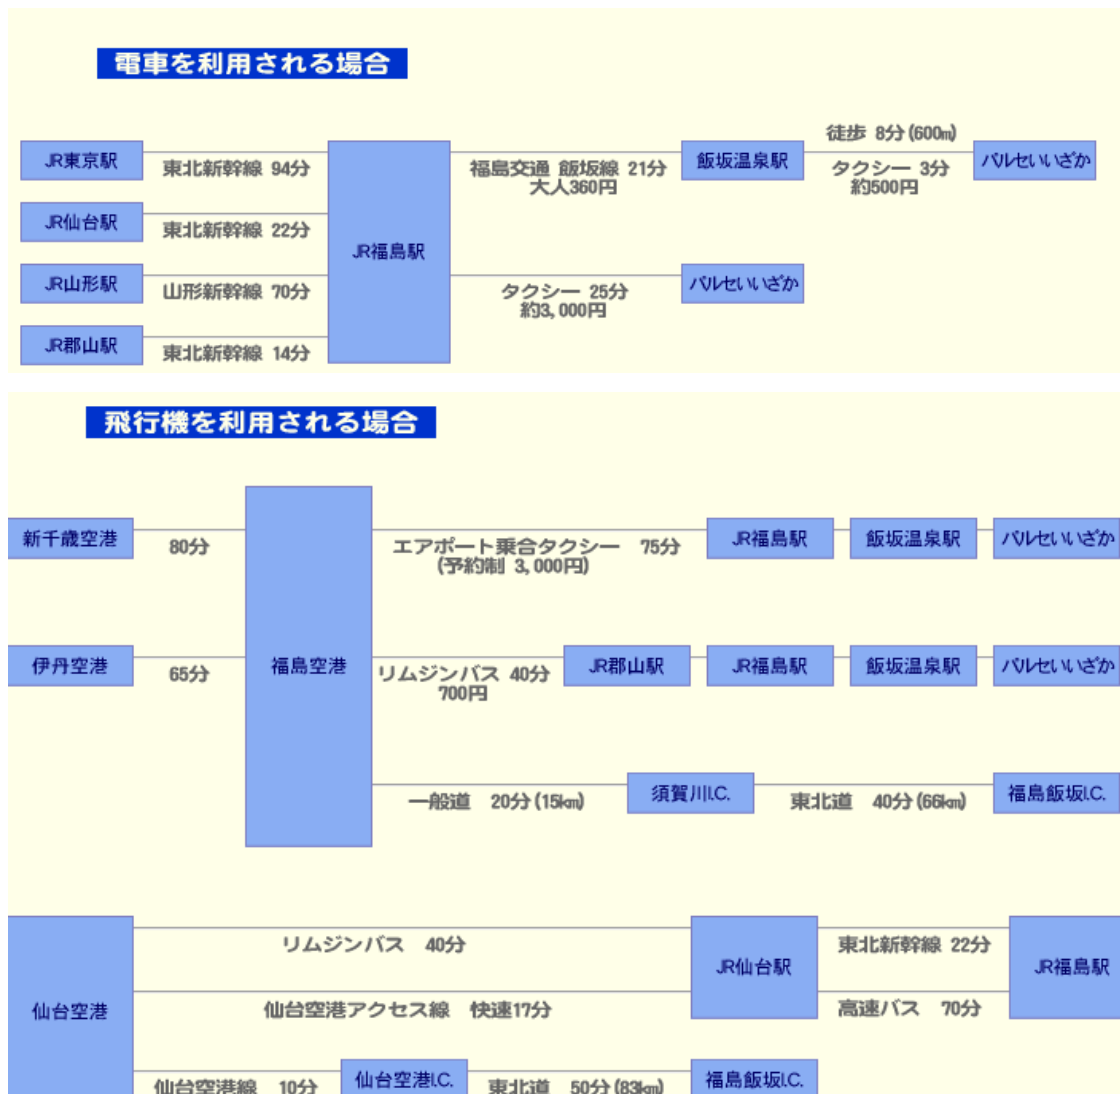 電車を利用される場合
徒歩 8分(600m)
JR東京駅
東北新幹線 94分
福島交通 飯坂線 21分
大人360円
飯坂温泉駅
タクシー 3分
約500円
パルセいいざか
JR仙台駅
東北新幹線 22分
JR福島駅
JR山形駅
山形新幹線 70分
タクシー 25分
約3,000円
パルセいいざか
JR郡山駅
東北新幹線 14分
飛行機を利用される場合
新千歳空港
80分
エアポート乗合タクシー 75分
(予約制 3,000円)
JR福島駅
飯坂温泉駅
パルセいいざか
伊丹空港
65分
福島空港
リムジンバス 40分
700円
JR郡山駅
JR福島駅
飯坂温泉駅
パルセいいざか
一般道 20分(15km)
須賀川I.C.
東北道 40分(66km)
福島飯坂I.C.
リムジンバス 40分
東北新幹線 22分
JR仙台駅
JR福島駅
仙台空港
仙台空港アクセス線 快速17分
高速バス 70分
仙台空港線 10分
仙台空港I.C.
東北道 50分(83km)
福島飯坂I.C.